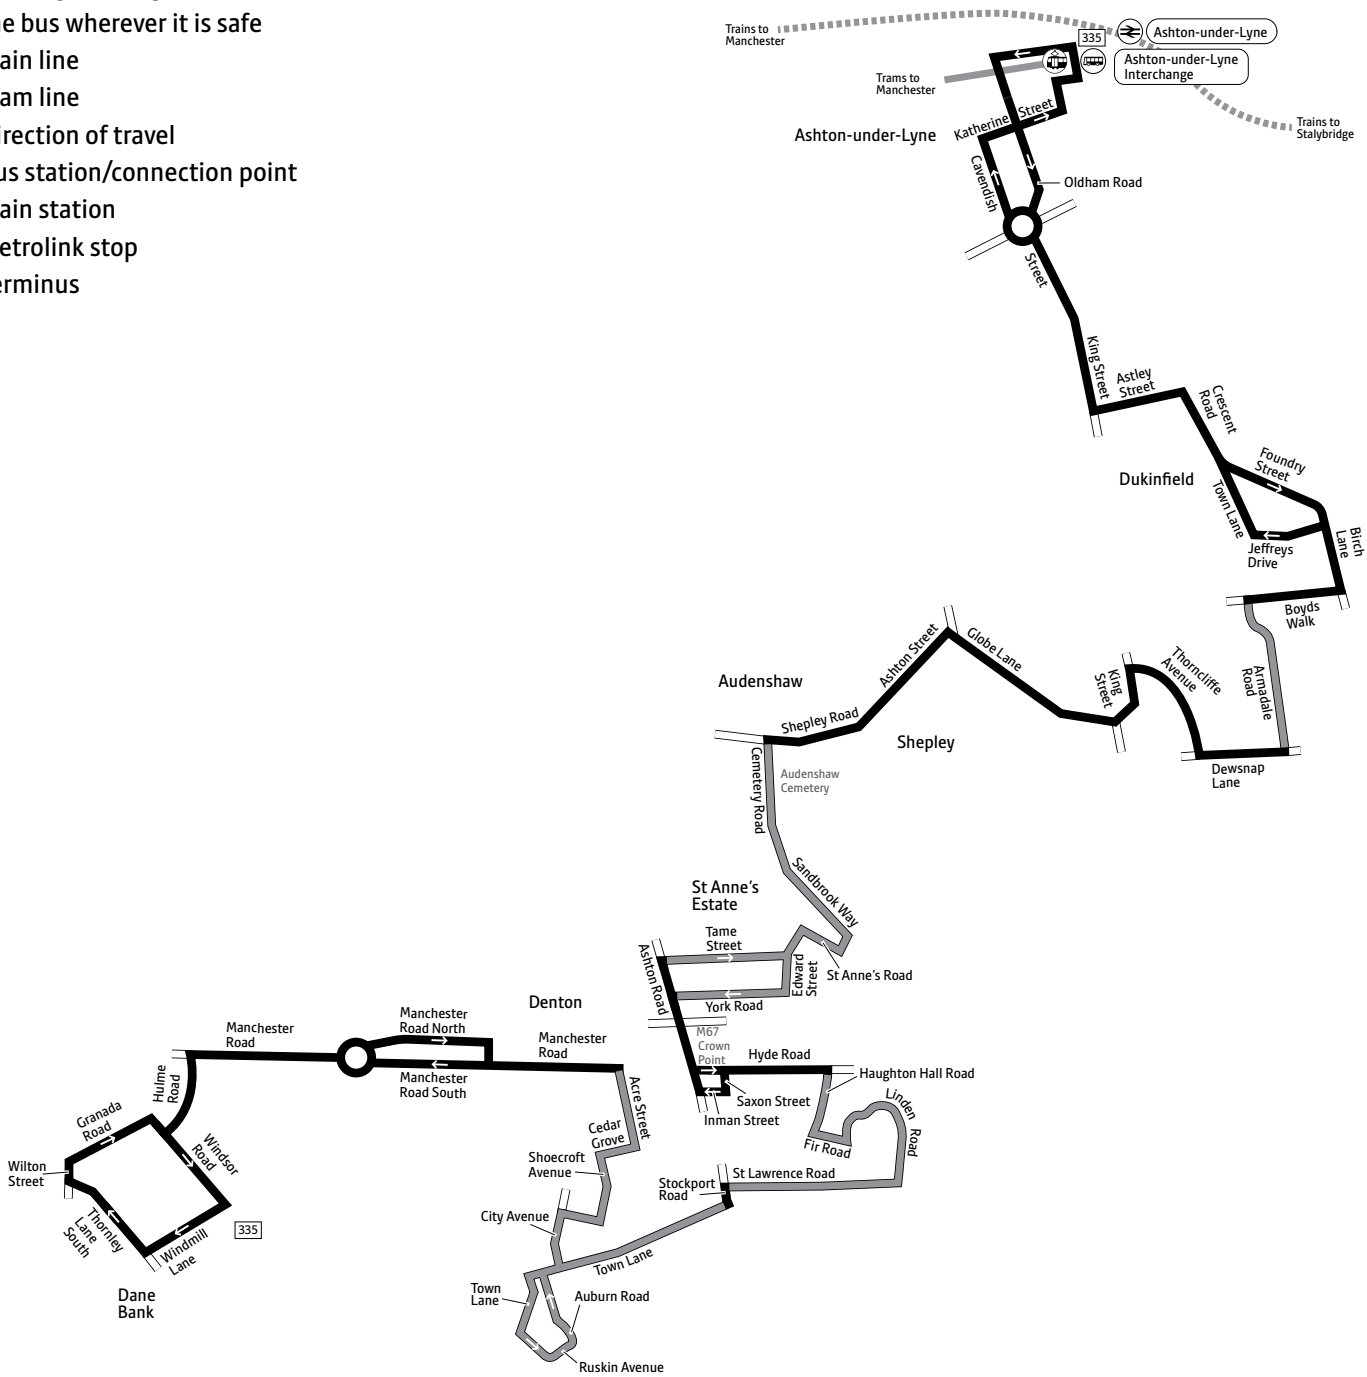 ne bus wherever it is safe
ain line
am line
irection of travel
us station/connection point
ain station
etrolink stop
erminus
Trains to
Manchester
335
Ashton-under-Lyne
Ashton-under-Lyne
Interchange
Trams to
Manchester
Trains to
Stalybridge
Ashton-under-Lyne
Katherine Street
Cavendish
Street
Oldham Road
King Street
Astley
Street
Crescent
Road
Dukinfield
Foundry
Street
Town Lane
Jeffreys
Drive
Birch
Lane
Boyds
Walk
Armadale
Road
Thorncliffe
Avenue
King
Street
Dewsnap
Lane
Globe Lane
Ashton Street
Audenshaw
Shepley Road
Shepley
Cemetery Road
Audenshaw
Cemetery
Sandbrook Way
St Anne's
Estate
Tame
Street
Edward
Street
St Anne's Road
Ashton Road
York Road
M67
Crown
Point
Hyde Road
Haughton Hall Road
Saxon Street
Inman Street
Linden
Road
Fir Road
St Lawrence Road
Stockport
Road
Denton
Manchester
Road
Manchester
Road North
Manchester
Road
Manchester
Road South
Acre Street
Cedar
Grove
Shoecroft
Avenue
City Avenue
Town Lane
Town
Lane
Auburn Road
Ruskin Avenue
Hulme
Road
Granada
Road
Windsor
Road
Wilton
Street
Thornley
Lane
South
Windmill
Lane
335
Dane
Bank